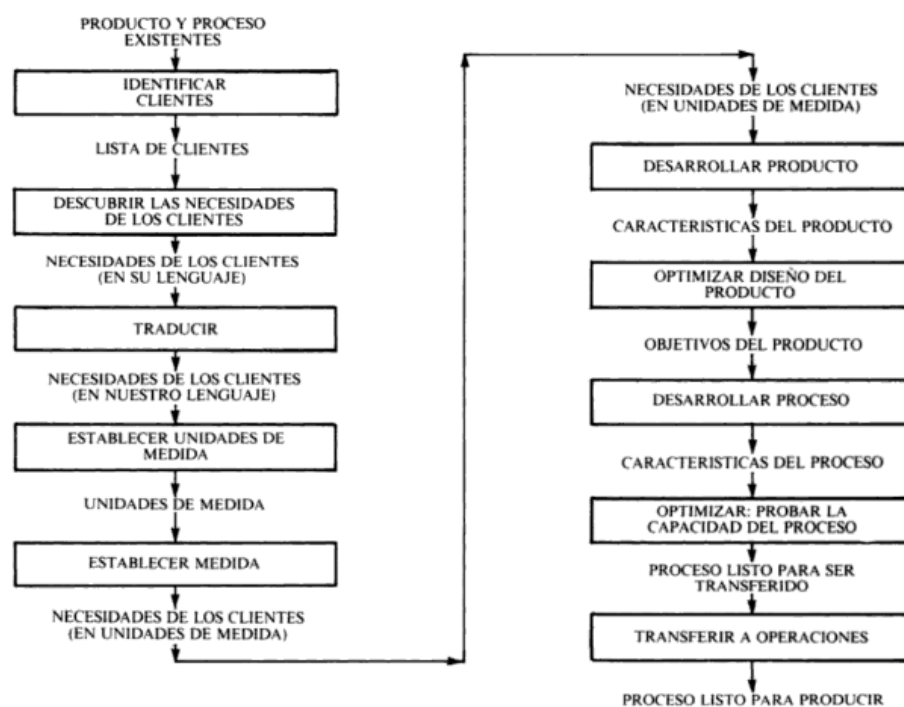 PRODUCTO Y PROCESO
EXISTENTES
IDENTIFICAR
CLIENTES
LISTA DE CLIENTES
DESCUBRIR LAS NECESIDADES
DE LOS CLIENTES
NECESIDADES DE LOS CLIENTES
(EN SU LENGUAJE)
TRADUCIR
NECESIDADES DE LOS CLIENTES
(EN NUESTRO LENGUAJE)
ESTABLECER UNIDADES DE
MEDIDA
UNIDADES DE MEDIDA
ESTABLECER MEDIDA
NECESIDADES DE LOS CLIENTES
(EN UNIDADES DE MEDIDA)
NECESIDADES DE LOS CLIENTES
(EN UNIDADES DE MEDIDA)
DESARROLLAR PRODUCTO
CARACTERISTICAS DEL PRODUCTO
OPTIMIZAR DISEÑO DEL
PRODUCTO
OBJETIVOS DEL PRODUCTO
DESARROLLAR PROCESO
CARACTERISTICAS DEL PROCESO
OPTIMIZAR: PROBAR LA
CAPACIDAD DEL PROCESO
PROCESO LISTO PARA SER
TRANSFERIDO
TRANSFERIR A OPERACIONES
PROCESO LISTO PARA PRODUCIR